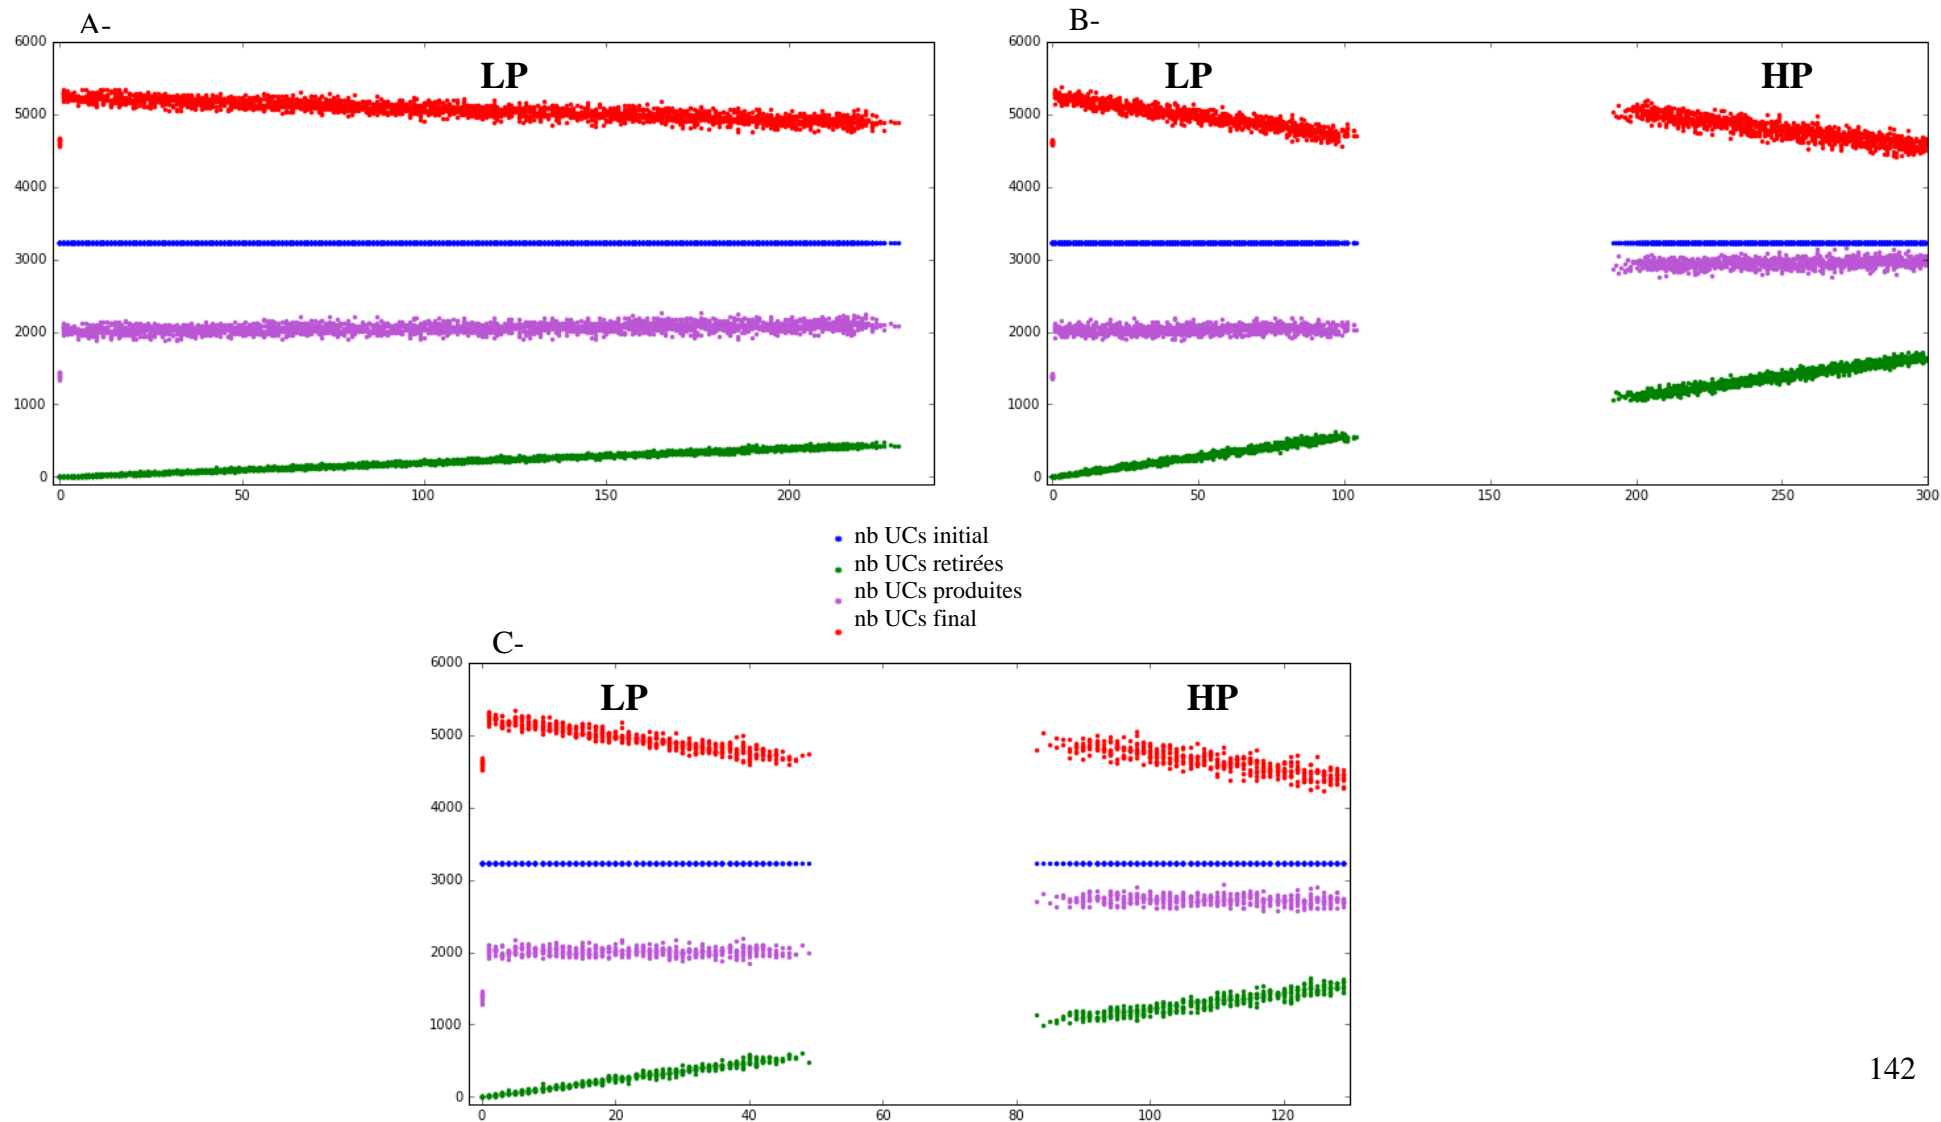 A-
LP
6000
5000
4000
3000
2000
1000
0
0 50 100 150 200
B-
LP HP
6000
5000
4000
3000
2000
1000
0
0 50 100 150 200 250 300
nb UCs initial
nb UCs retirées
nb UCs produites
nb UCs final
C-
LP HP
6000
5000
4000
3000
2000
1000
0
0 20 40 60 80 100 120
142